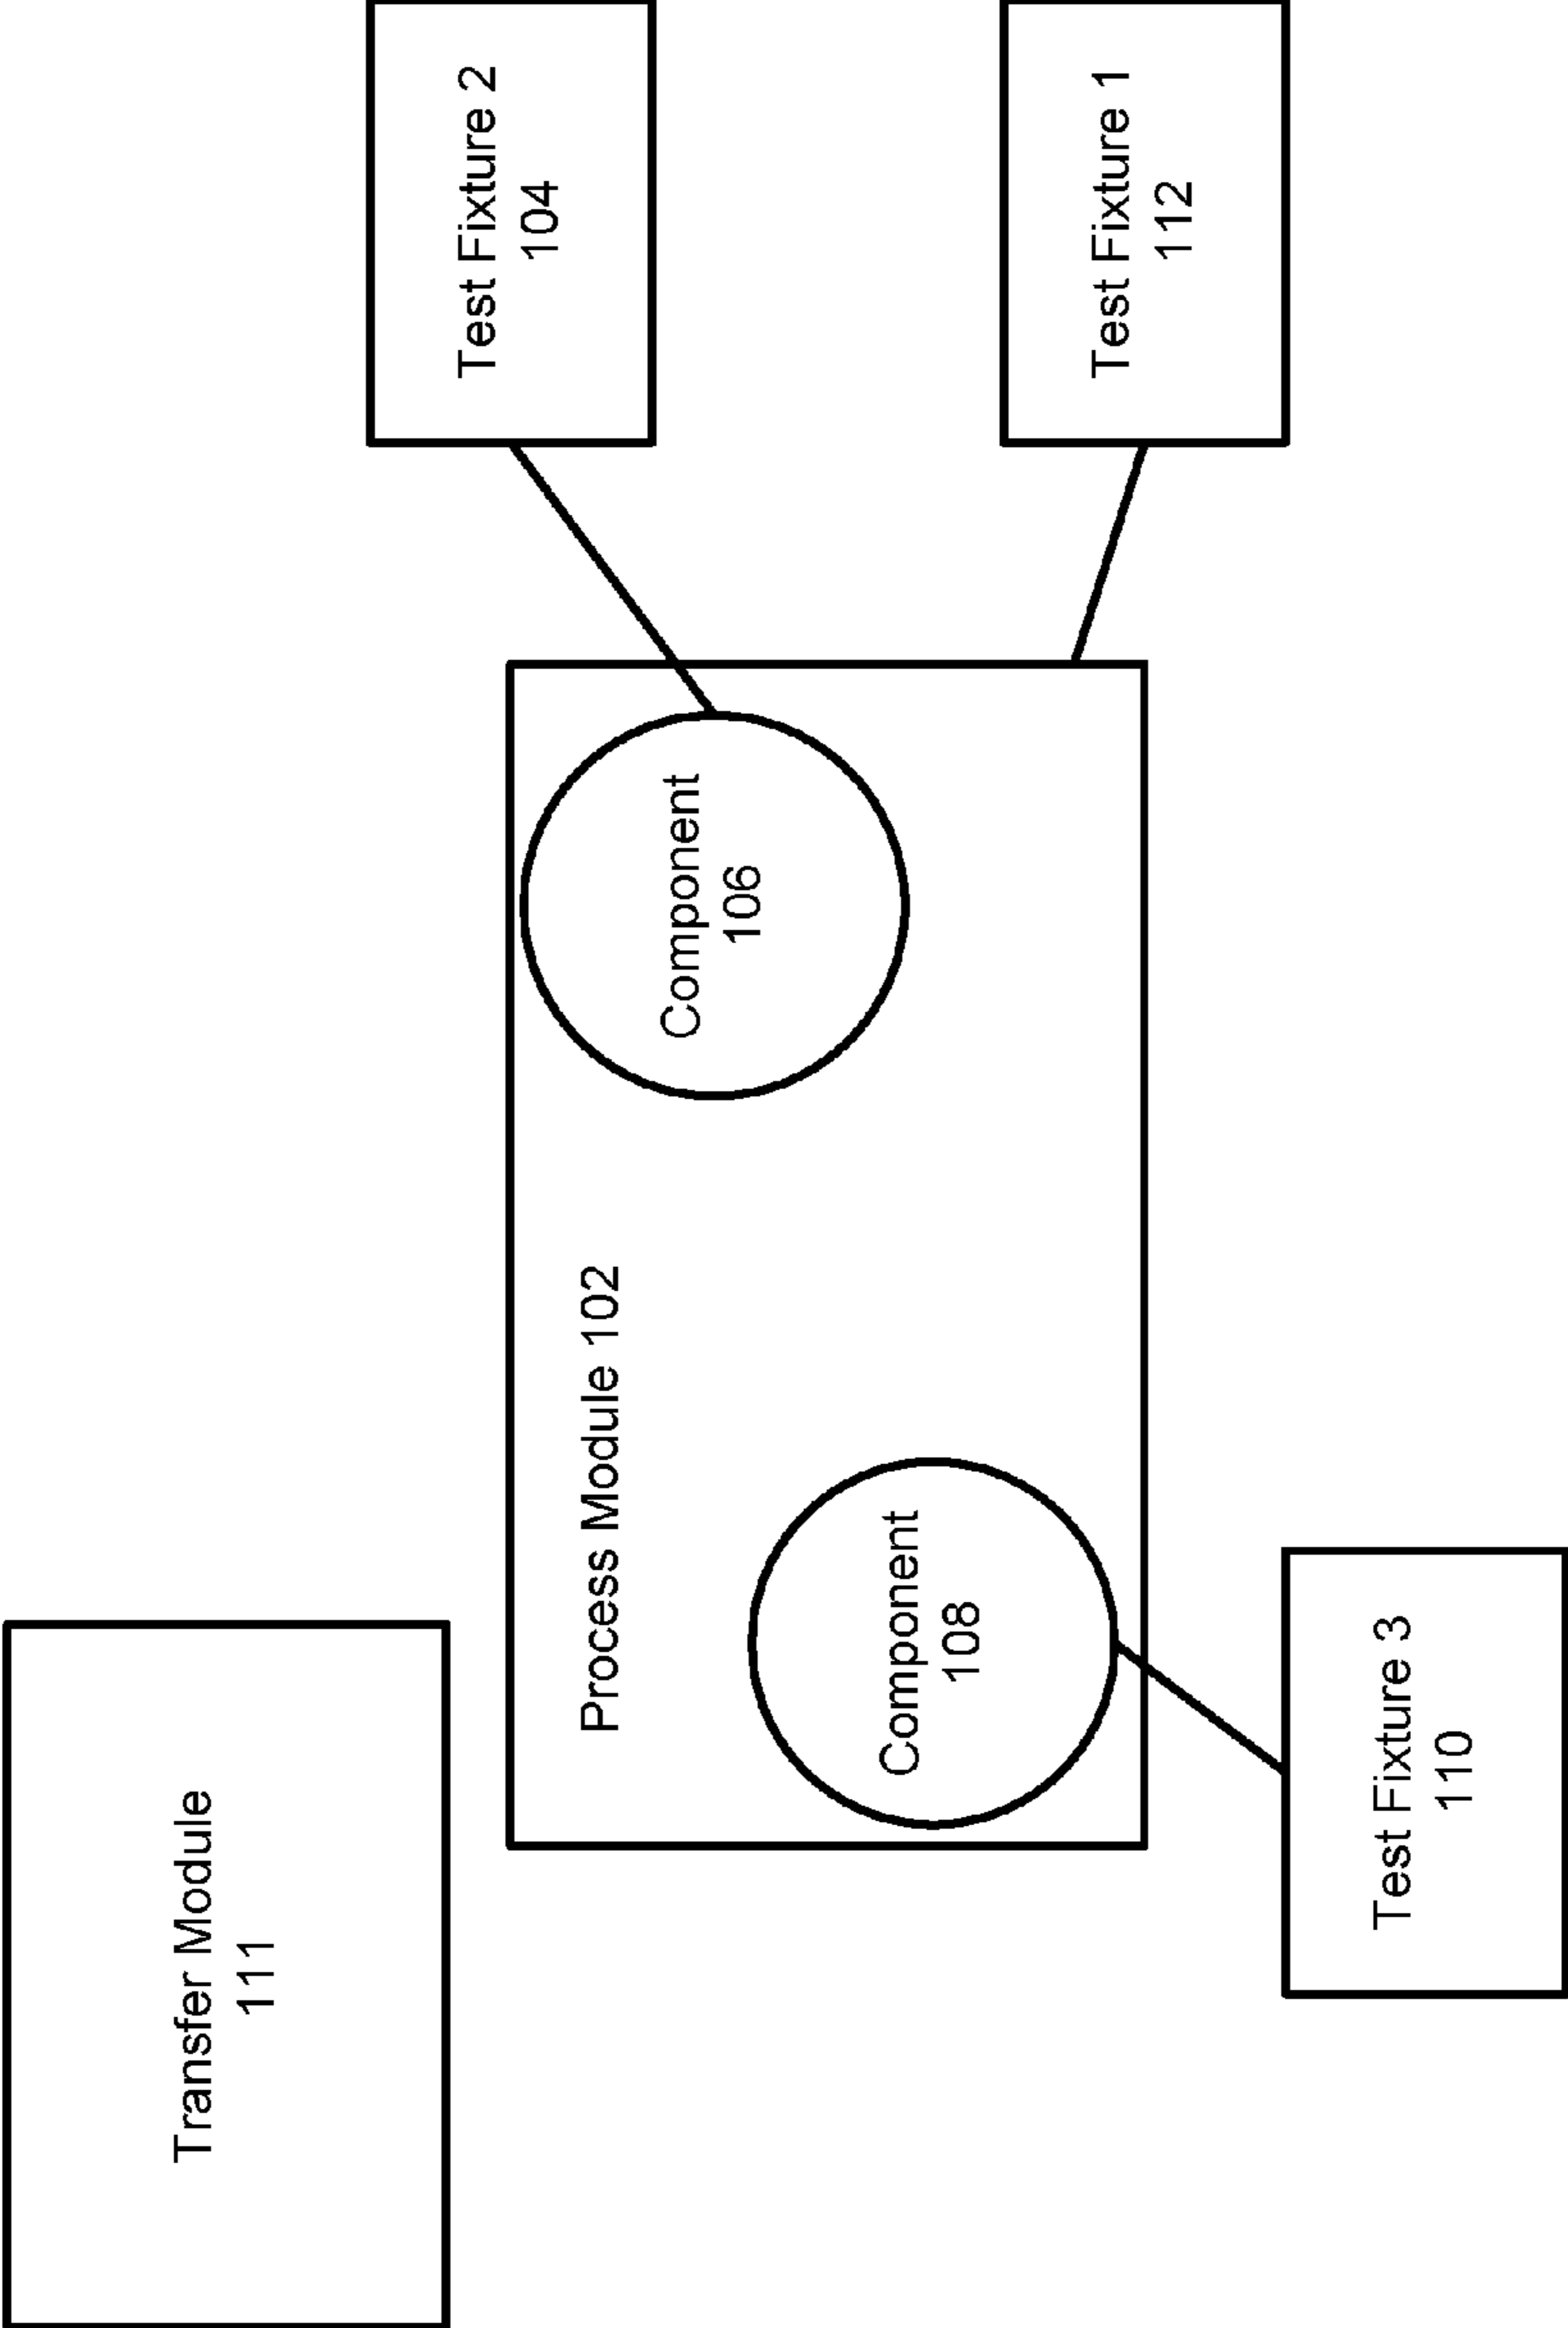 Transfer Module
111
Process Module 102
Component
106
Component
108
Test Fixture 2
104
Test Fixture 1
112
Test Fixture 3
110